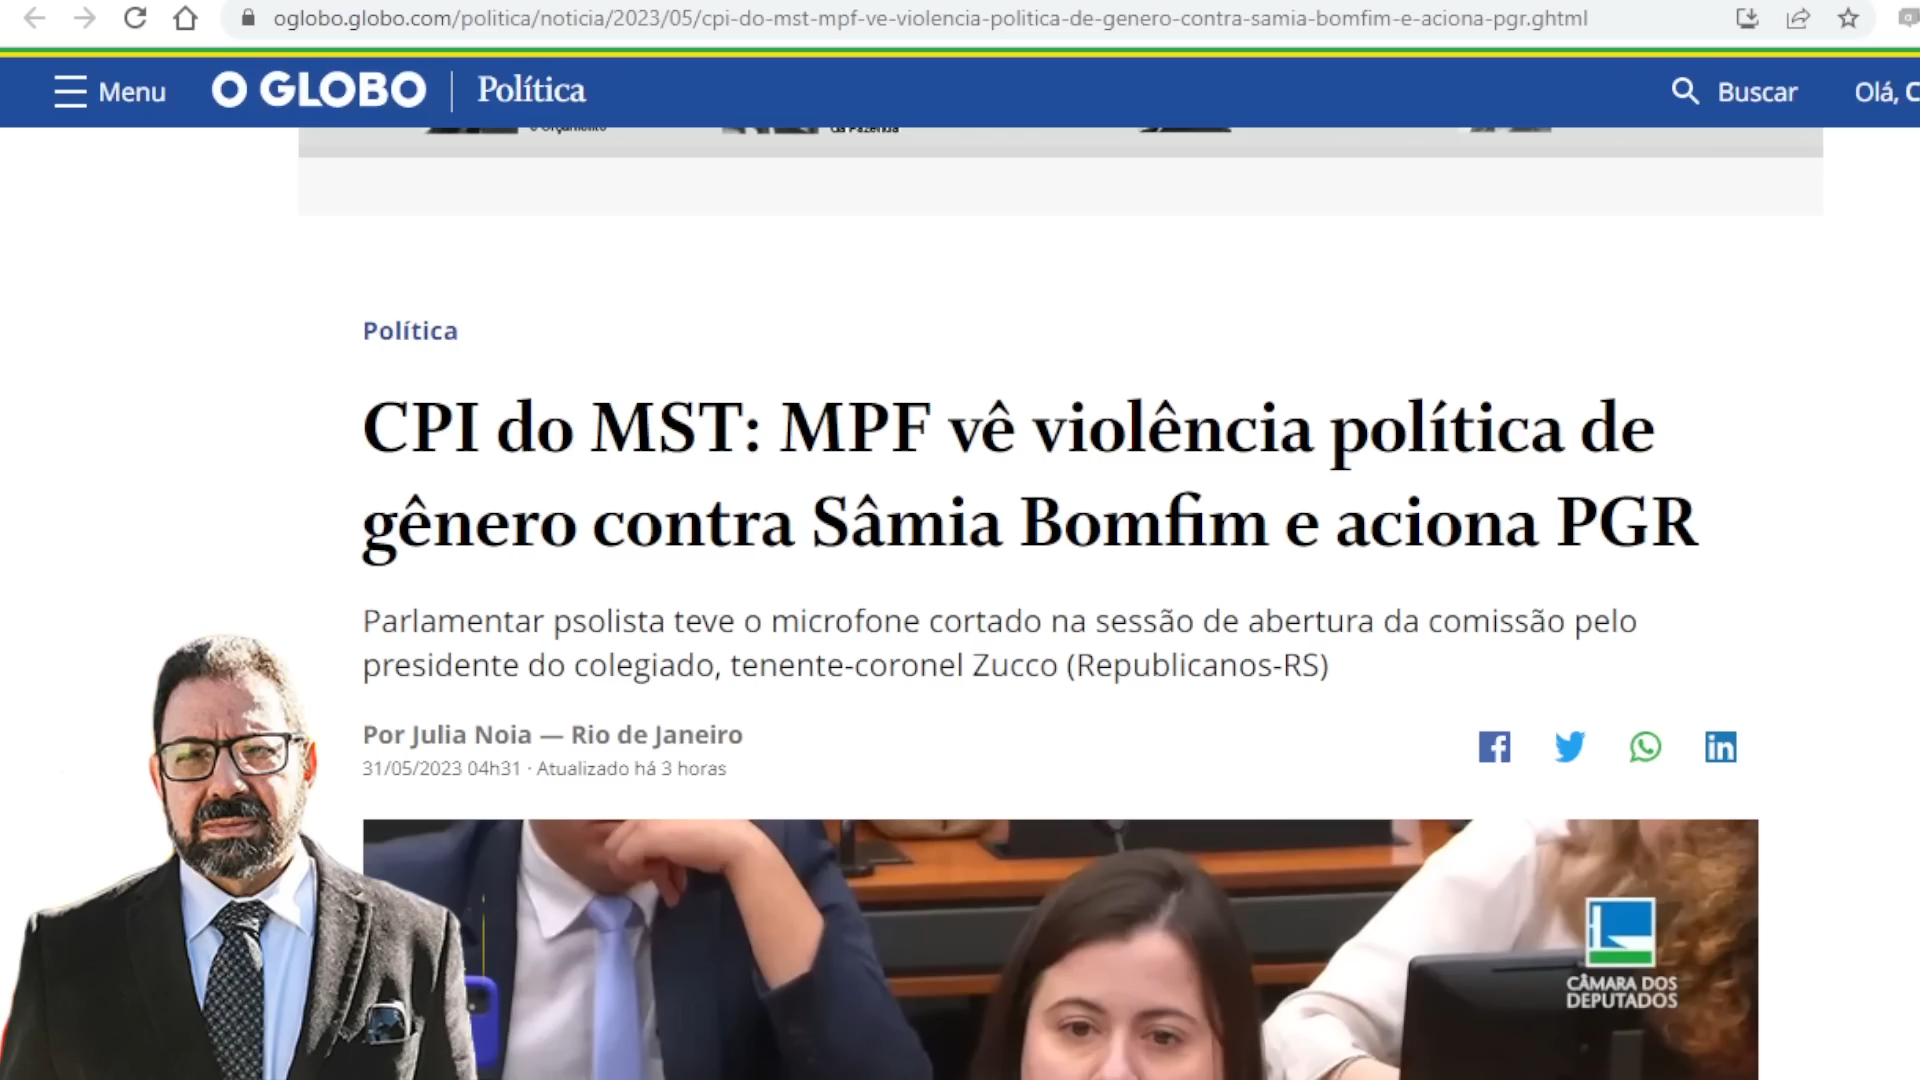 oglobo.globo.com/politica/noticia/2023/05/cpi-do-mst-mpf-ve-violencia-politica-de-genero-contra-samia-bomfim-e-aciona-pgr.ghtml
Menu O GLOBO Política Buscar Olá, C
e Orçamento da Fazenda
Política
CPI do MST: MPF vê violência política de
gênero contra Sâmia Bomfim e aciona PGR
Parlamentar psolista teve o microfone cortado na sessão de abertura da comissão pelo
presidente do colegiado, tenente-coronel Zucco (Republicanos-RS)
Por Julia Noia — Rio de Janeiro
31/05/2023 04h31 · Atualizado há 3 horas
CÂMARA DOS
DEPUTADOS